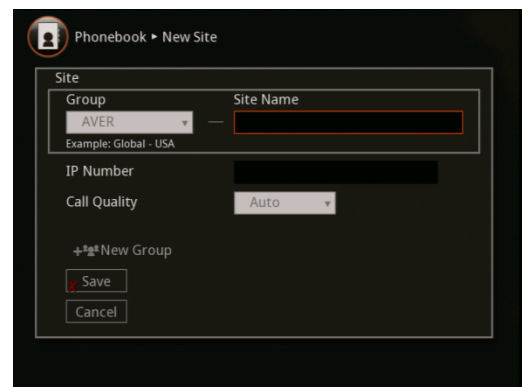 Phonebook ▸ New Site
Site
Group Site Name
AVER —
Example: Global - USA
IP Number
Call Quality Auto
New Group
Save
Cancel